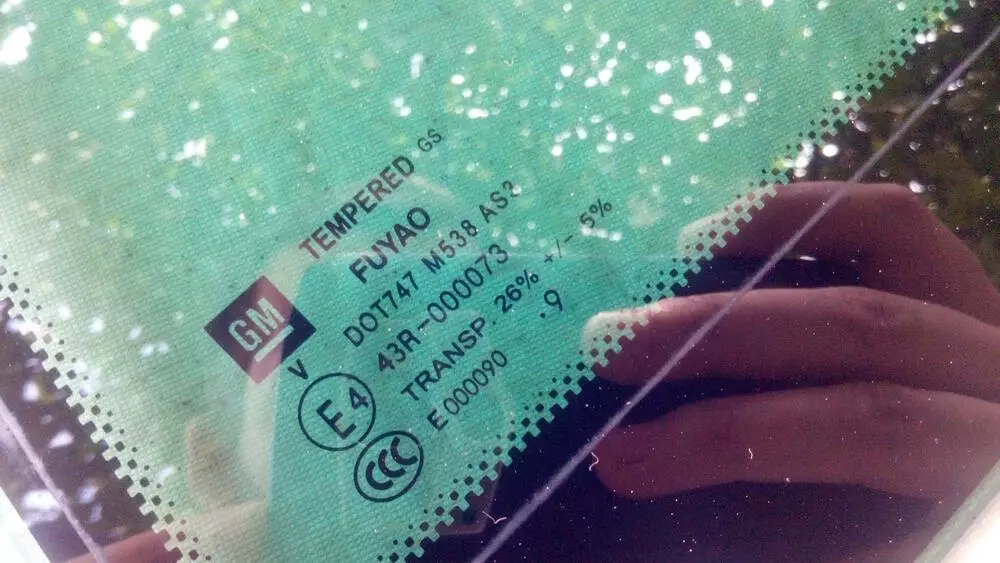 TEMPERED GS
FUYAO
GM
DOT747 M538 AS3
V
43R-000073
E4
TRANSP. 26% +/- 5%
.9
CCC
E000090